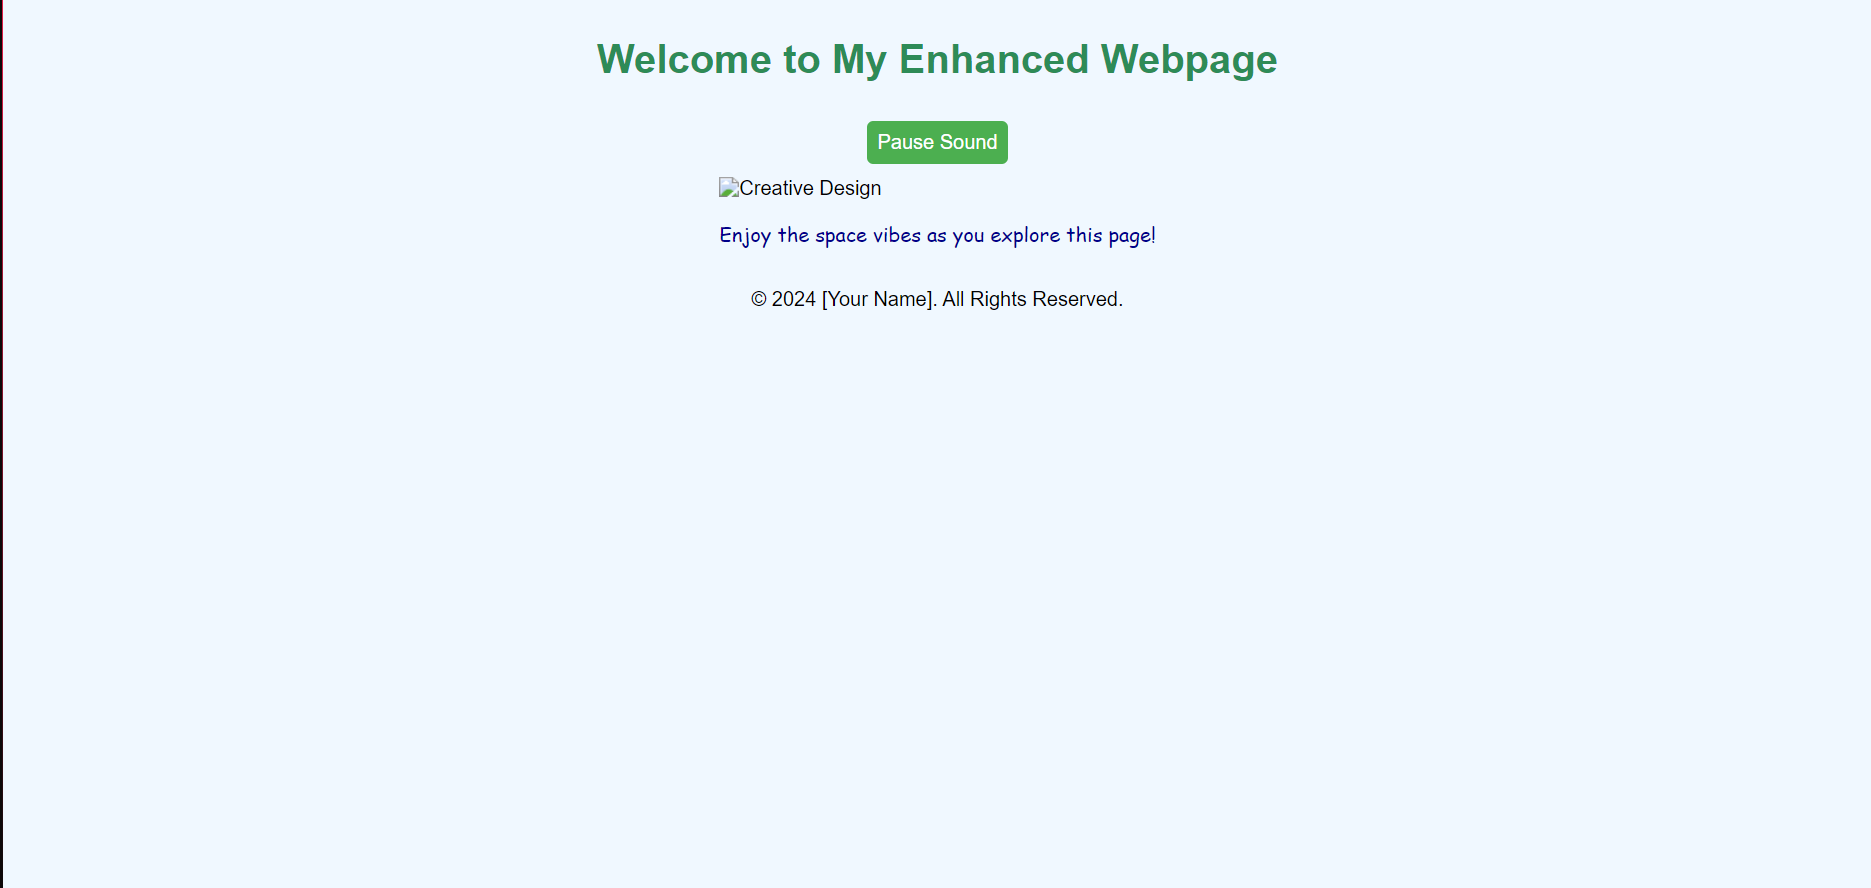 Welcome to My Enhanced Webpage
Pause Sound
Creative Design
Enjoy the space vibes as you explore this page!
© 2024 [Your Name]. All Rights Reserved.